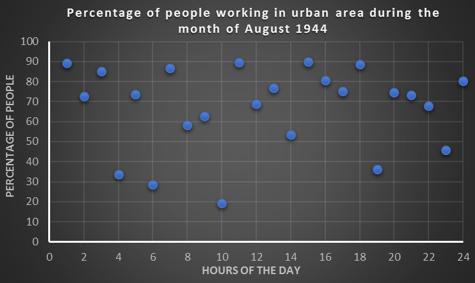 Percentage of people working in urban area during the
month of August 1944
100
90
80
70
60
50
40
30
20
10
0
PERCENTAGE OF PEOPLE
0 2 4 6 8 10 12 14 16 18 20 22 24
HOURS OF THE DAY